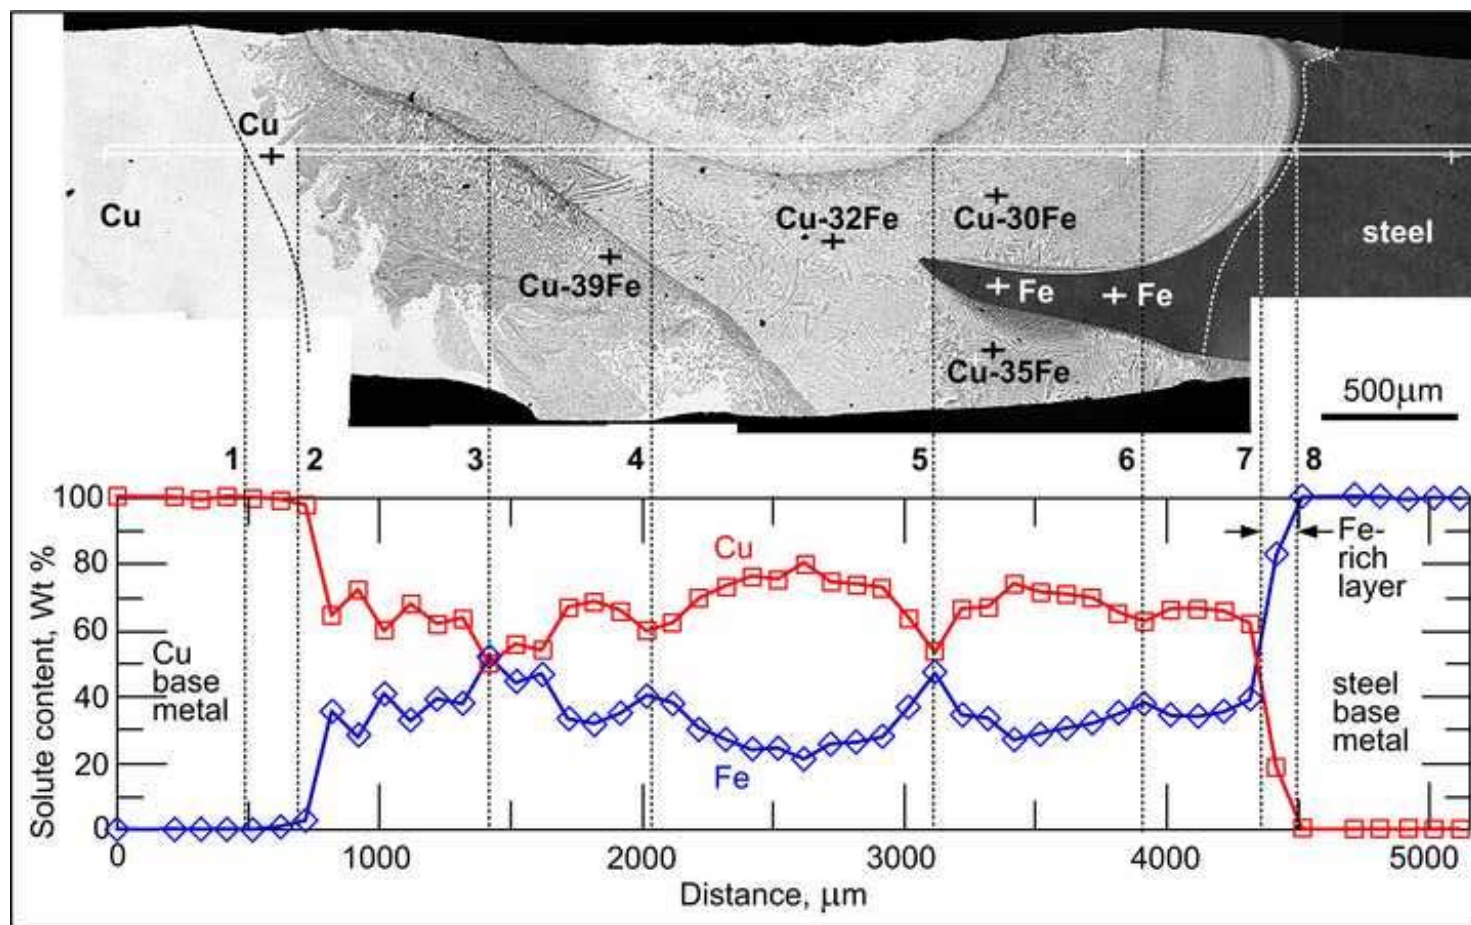 Cu
Cu
Cu-32Fe
Cu-30Fe
steel
Cu-39Fe
Fe
Fe
Cu-35Fe
500μm
1 2 3 4 5 6 7 8
100
80
60
40
20
0
Solute content, Wt %
Cu
Fe
Cu
base
metal
Fe-
rich
layer
steel
base
metal
0 1000 2000 3000 4000 5000
Distance, μm